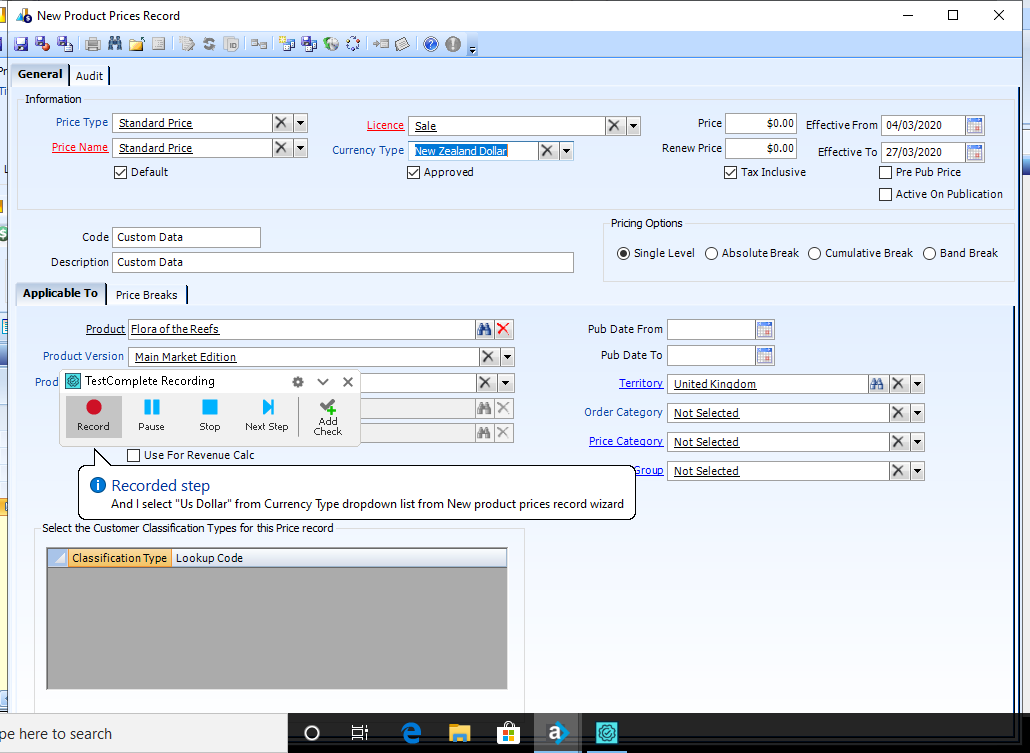 New Product Prices Record
General Audit
Information
Price Type Standard Price Licence Sale Price $0.00 Effective From 04/03/2020
Price Name Standard Price Currency Type New Zealand Dollar Renew Price $0.00 Effective To 27/03/2020
Default Approved Tax Inclusive Pre Pub Price
Active On Publication
Pricing Options
Code Custom Data
Single Level Absolute Break Cumulative Break Band Break
Description Custom Data
Applicable To Price Breaks
Product Flora of the Reefs Pub Date From
Product Version Main Market Edition Pub Date To
Prod
TestComplete Recording
Territory United Kingdom
Order Category Not Selected
Record Pause Stop Next Step Add Check
Price Category Not Selected
Use For Revenue Calc
Group Not Selected
Recorded step
And I select "Us Dollar" from Currency Type dropdown list from New product prices record wizard
Select the Customer Classification Types for this Price record
Classification Type Lookup Code
pe here to search